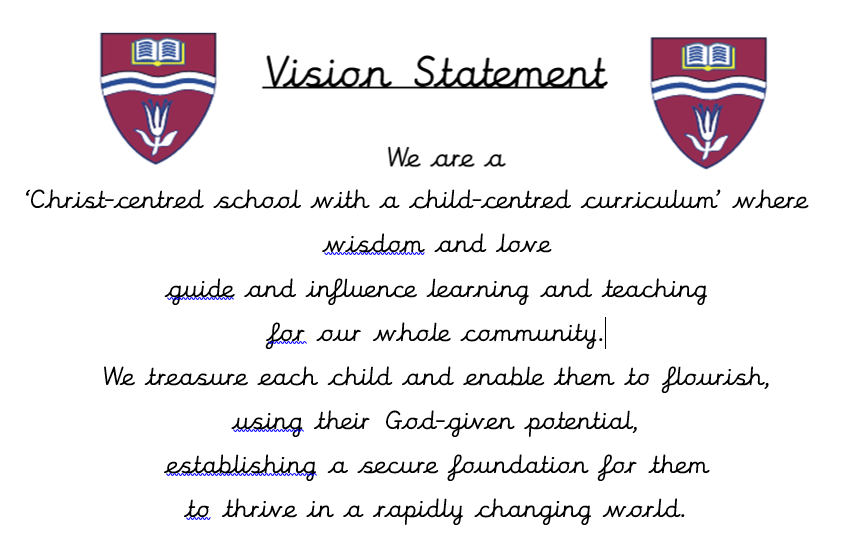 Vision Statement
We are a
‘Christ-centred school with a child-centred curriculum’ where
wisdom and love
guide and influence learning and teaching
for our whole community.
We treasure each child and enable them to flourish,
using their God-given potential,
establishing a secure foundation for them
to thrive in a rapidly changing world.